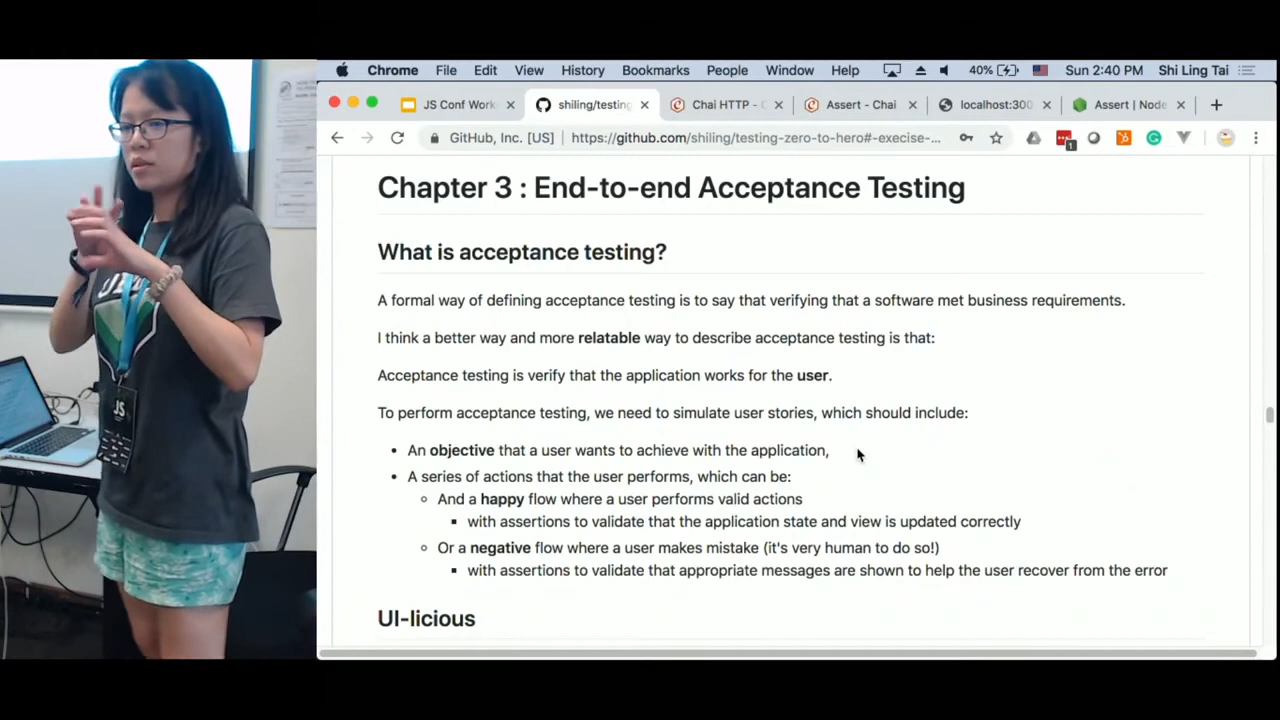 Chrome File Edit View History Bookmarks People Window Help 40% Sun 2:40 PM Shi Ling Tai
JS Conf Work shiling/testing Chai HTTP - C Assert - Chai localhost:300 Assert | Node
GitHub, Inc. [US] https://github.com/shiling/testing-zero-to-hero#-execise-...
1
Chapter 3 : End-to-end Acceptance Testing
What is acceptance testing?
A formal way of defining acceptance testing is to say that verifying that a software met business requirements.
I think a better way and more relatable way to describe acceptance testing is that:
Acceptance testing is verify that the application works for the user.
To perform acceptance testing, we need to simulate user stories, which should include:
An objective that a user wants to achieve with the application,
A series of actions that the user performs, which can be:
And a happy flow where a user performs valid actions
with assertions to validate that the application state and view is updated correctly
Or a negative flow where a user makes mistake (it's very human to do so!)
with assertions to validate that appropriate messages are shown to help the user recover from the error
UI-licious
JS